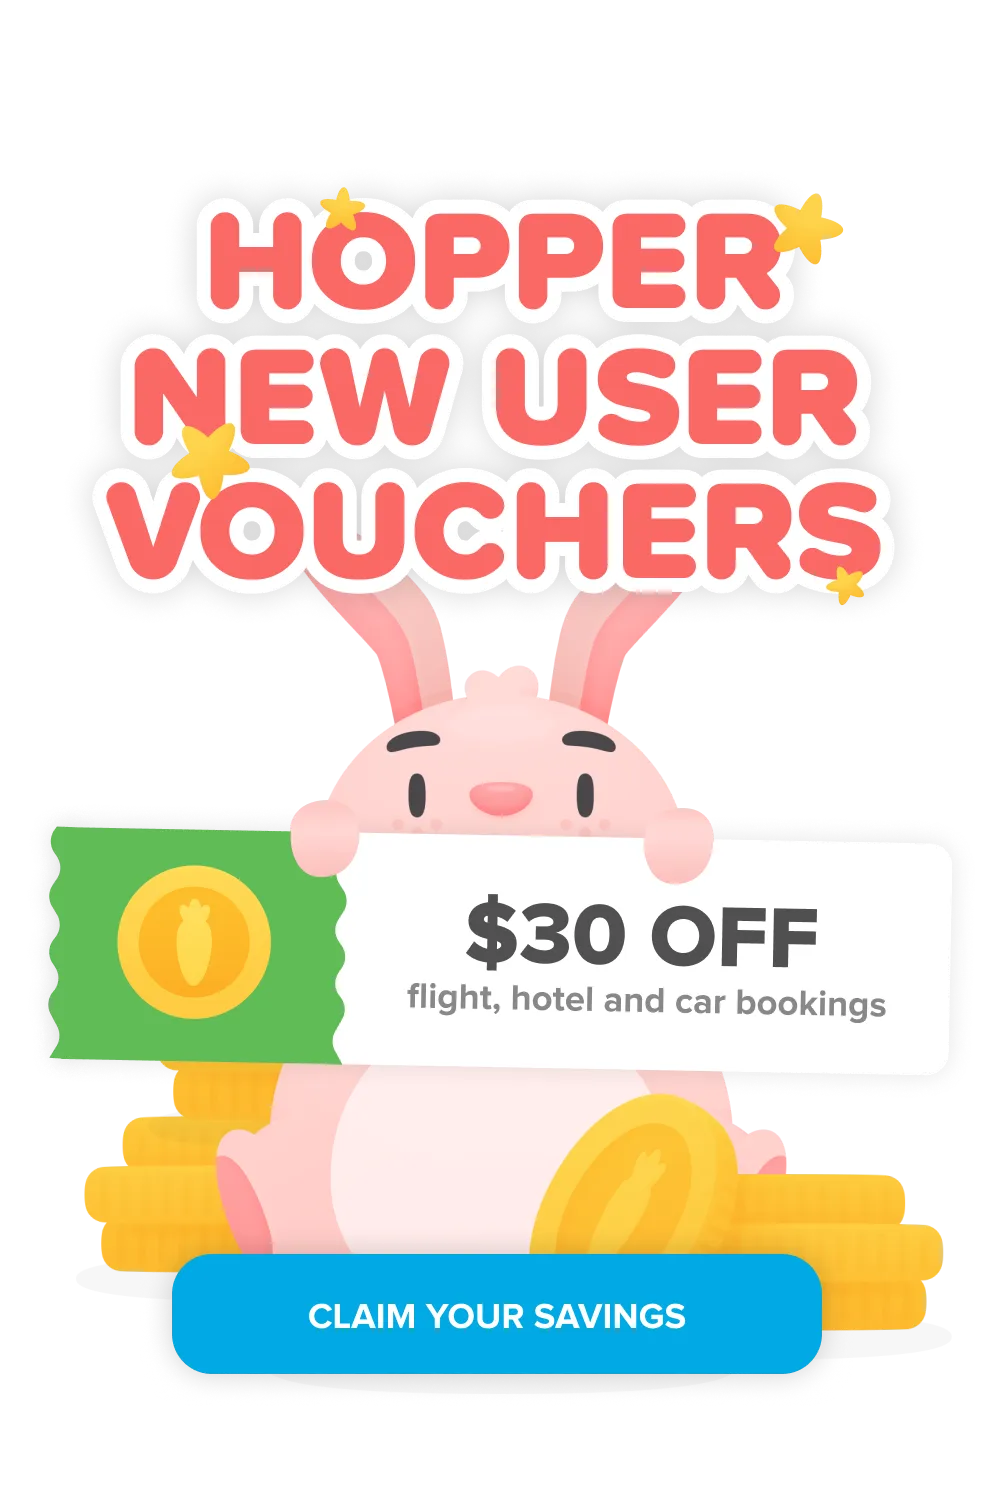 HOPPER
NEW USER
VOUCHERS
$30 OFF
flight, hotel and car bookings
CLAIM YOUR SAVINGS